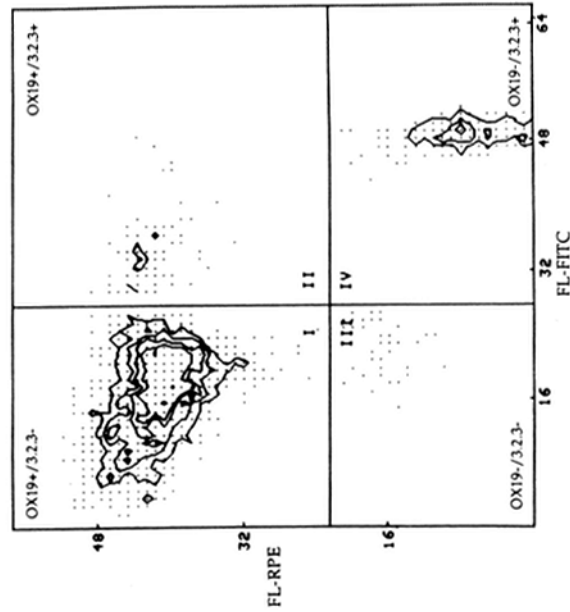 OX19+/3.2.3-
OX19+/3.2.3+
48
32
16
FL-RPE
I
II
III
IV
OX19-/3.2.3-
OX19-/3.2.3+
16
32
48
64
FL-FITC